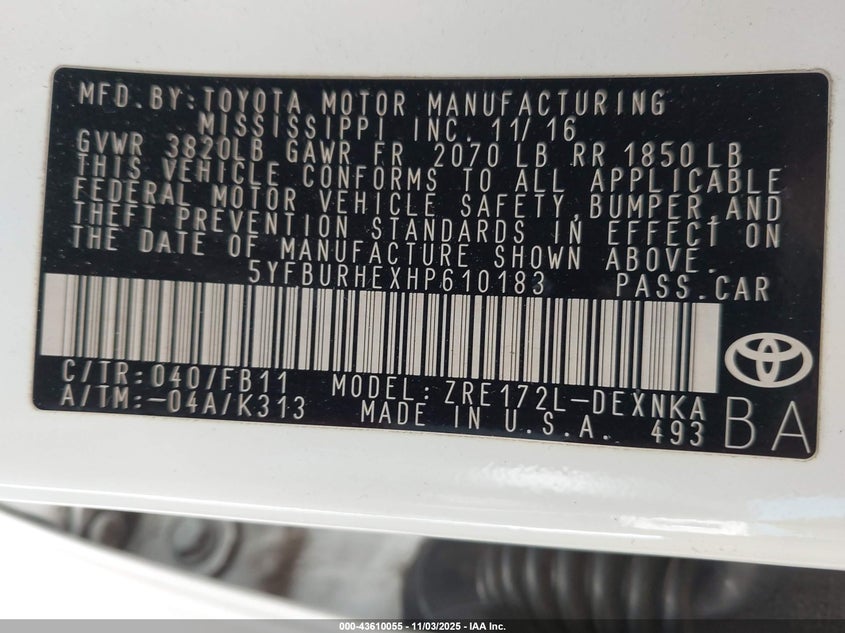 MFD. BY: TOYOTA MOTOR MANUFACTURING
MISSISSIPPI INC. 11/16
GVWR 3820LB GAWR FR 2070 LB RR 1850LB
THIS VEHICLE CONFORMS TO ALL APPLICABLE
FEDERAL MOTOR VEHICLE SAFETY, BUMPER, AND
THEFT PREVENTION STANDARDS IN EFFECT ON
THE DATE OF MANUFACTURE SHOWN ABOVE.
5YFBURHEXHP610183 PASS. CAR
C/TR: 040/FB11 MODEL: ZRE172L-DEXNKA
A/TM: -04A/K313 MADE IN U.S.A. 493 BA
000-43610055 - 11/03/2025 - IAA Inc.